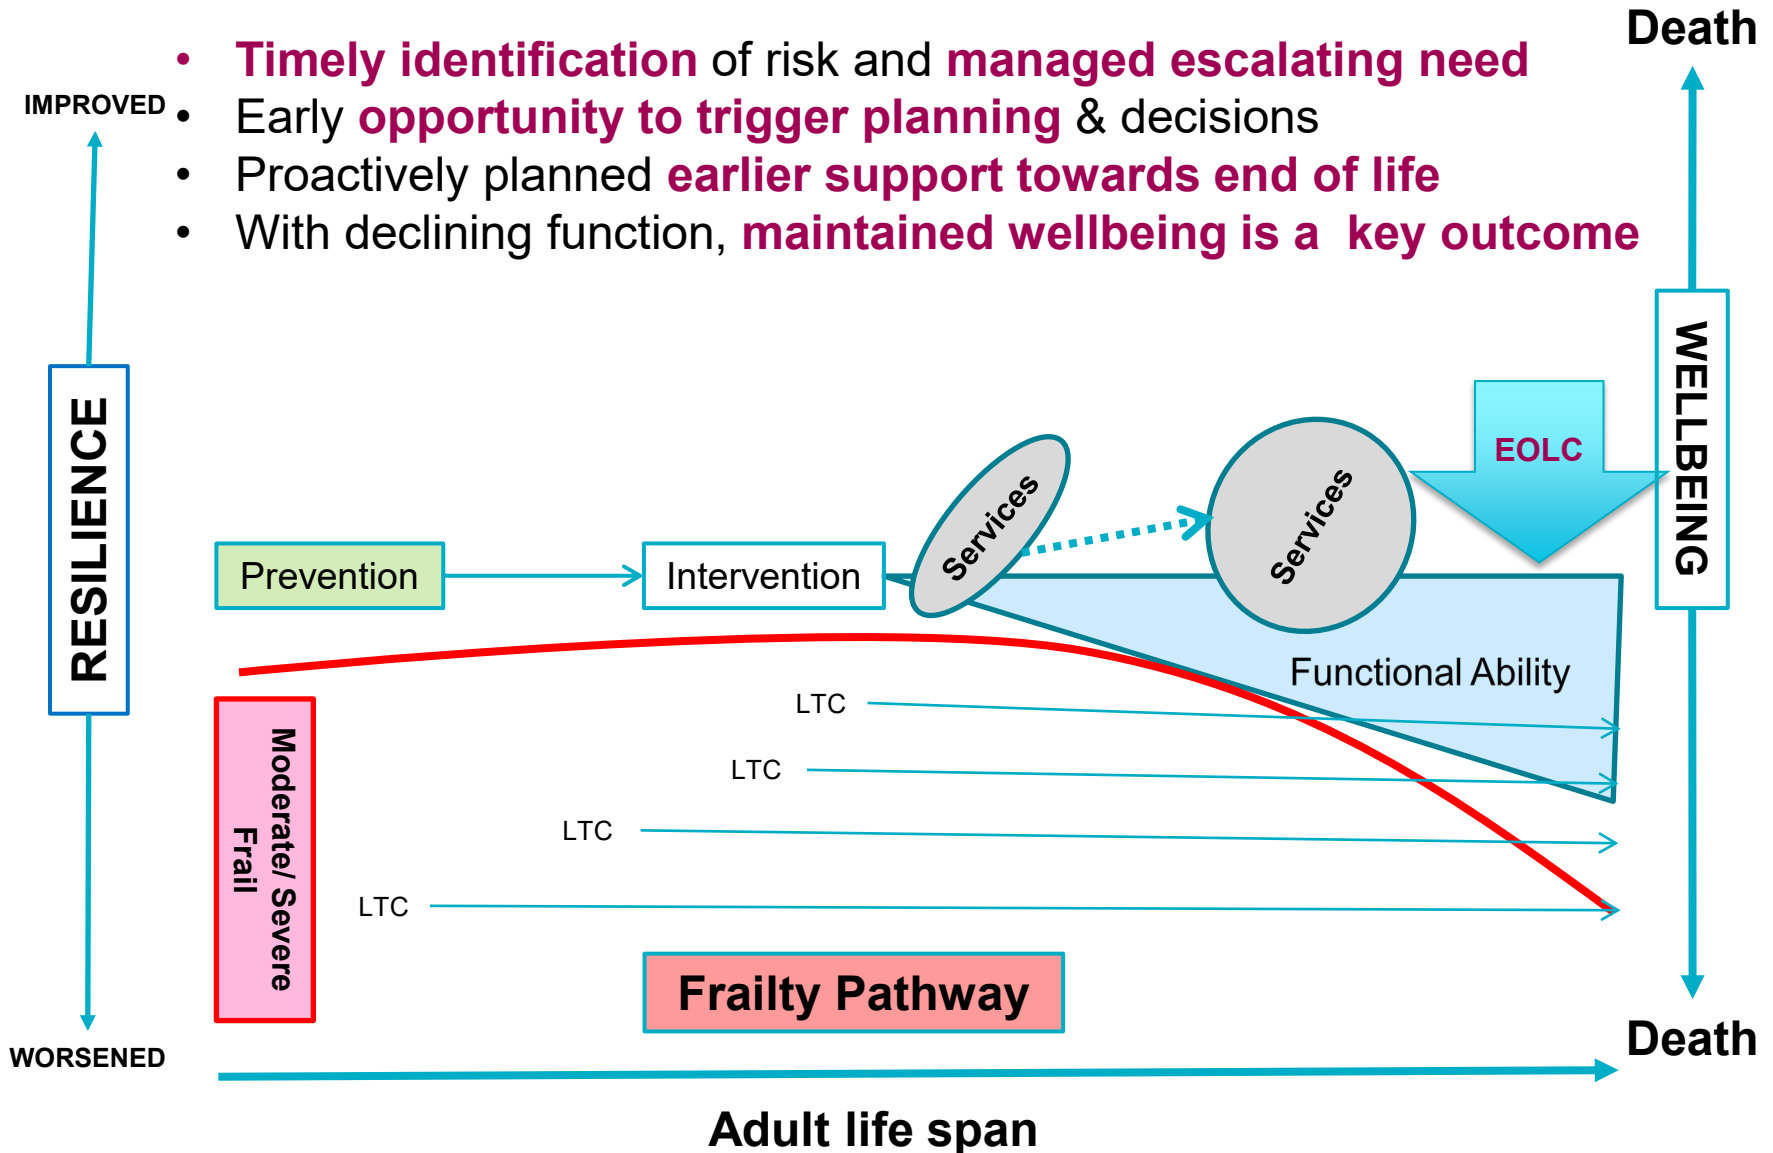 Death
• Timely identification of risk and managed escalating need
IMPROVED
• Early opportunity to trigger planning & decisions
• Proactively planned earlier support towards end of life
• With declining function, maintained wellbeing is a key outcome
RESILIENCE
WELLBEING
EOLC
Services
Services
Prevention
Intervention
Functional Ability
LTC
LTC
LTC
LTC
Moderate/ Severe
Frail
Frailty Pathway
WORSENED
Death
Adult life span